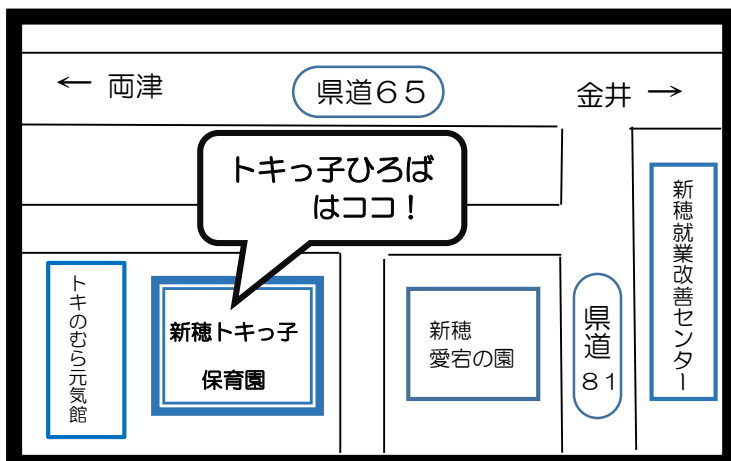 ← 両津
県道65
金井 →
トキっ子ひろば
はココ！
新穂就業改善センター
トキのむら元気館
新穂トキっ子
保育園
新穂
愛宕の園
県道
81